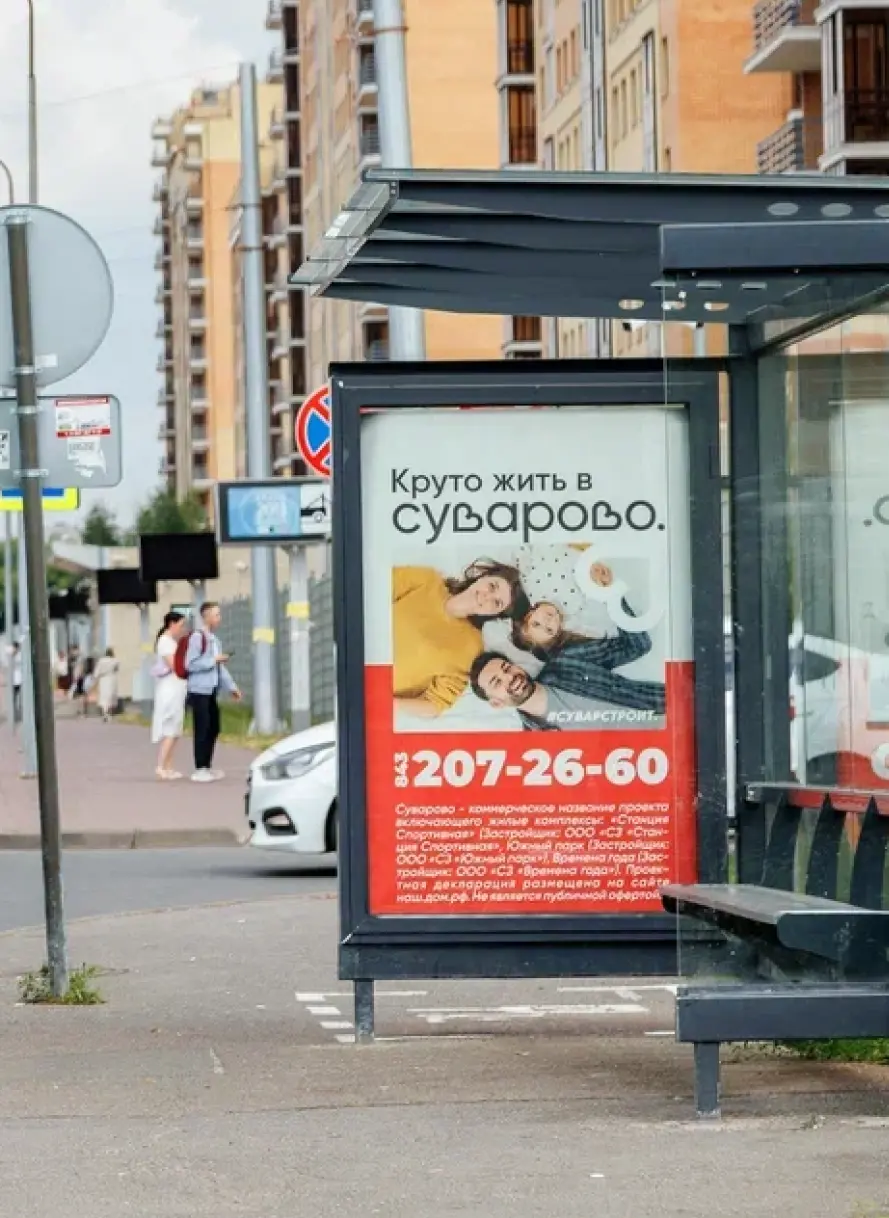 Круто жить в
суварово.
#СУВАРСТРОИТ.
843
207-26-60
Суварово - коммерческое название проекта
включающего жилые комплексы: «Станция
Спортивная» (Застройщик: ООО «СЗ «Стан-
ция Спортивная», Южный парк (Застройщик:
ООО «СЗ «Южный парк»), Времена года (Зас-
тройщик: ООО «СЗ «Времена года»). Проек-
тная декларация размещена на сайте
наш.дом.рф. Не является публичной офертой.